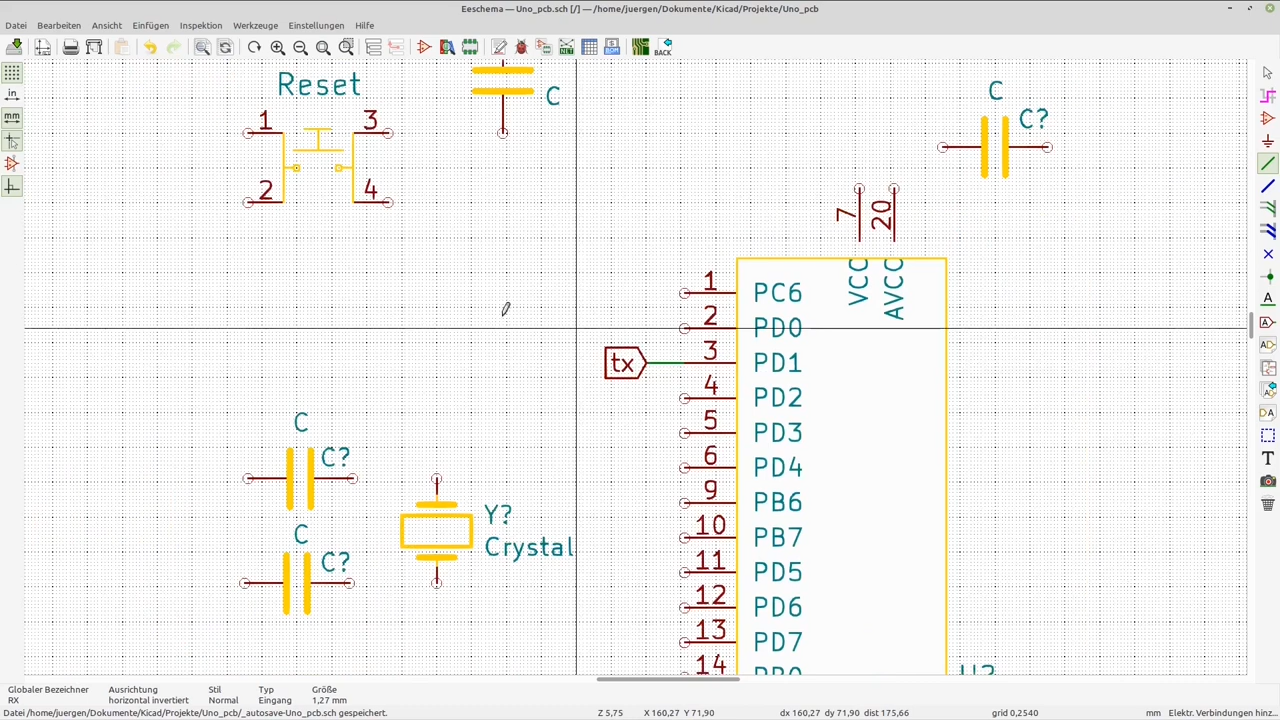 Eeschema — Uno_pcb.sch [/] — /home/juergen/Dokumente/Kicad/Projekte/Uno_pcb
Datei Bearbeiten Ansicht Einfügen Inspektion Werkzeuge Einstellungen Hilfe
BOM
BACK
in
mm
Reset
1 3
2 4
C
C
C?
7
20
VCC
AVCC
1 PC6
2 PD0
tx 3 PD1
4 PD2
5 PD3
6 PD4
9 PB6
10 PB7
11 PD5
12 PD6
13 PD7
14 PB0
U?
C
C?
C
C?
Y?
Crystal
A
T
Globaler Bezeichner Ausrichtung Stil Typ Größe
RX horizontal invertiert Normal Eingang 1,27 mm
Datei /home/juergen/Dokumente/Kicad/Projekte/Uno_pcb/_autosave-Uno_pcb.sch gespeichert.
Z 5,75 X 160,27 Y 71,90 dx 160,27 dy 71,90 dist 175,66 grid 0,2540 mm Elektr. Verbindungen hinz...